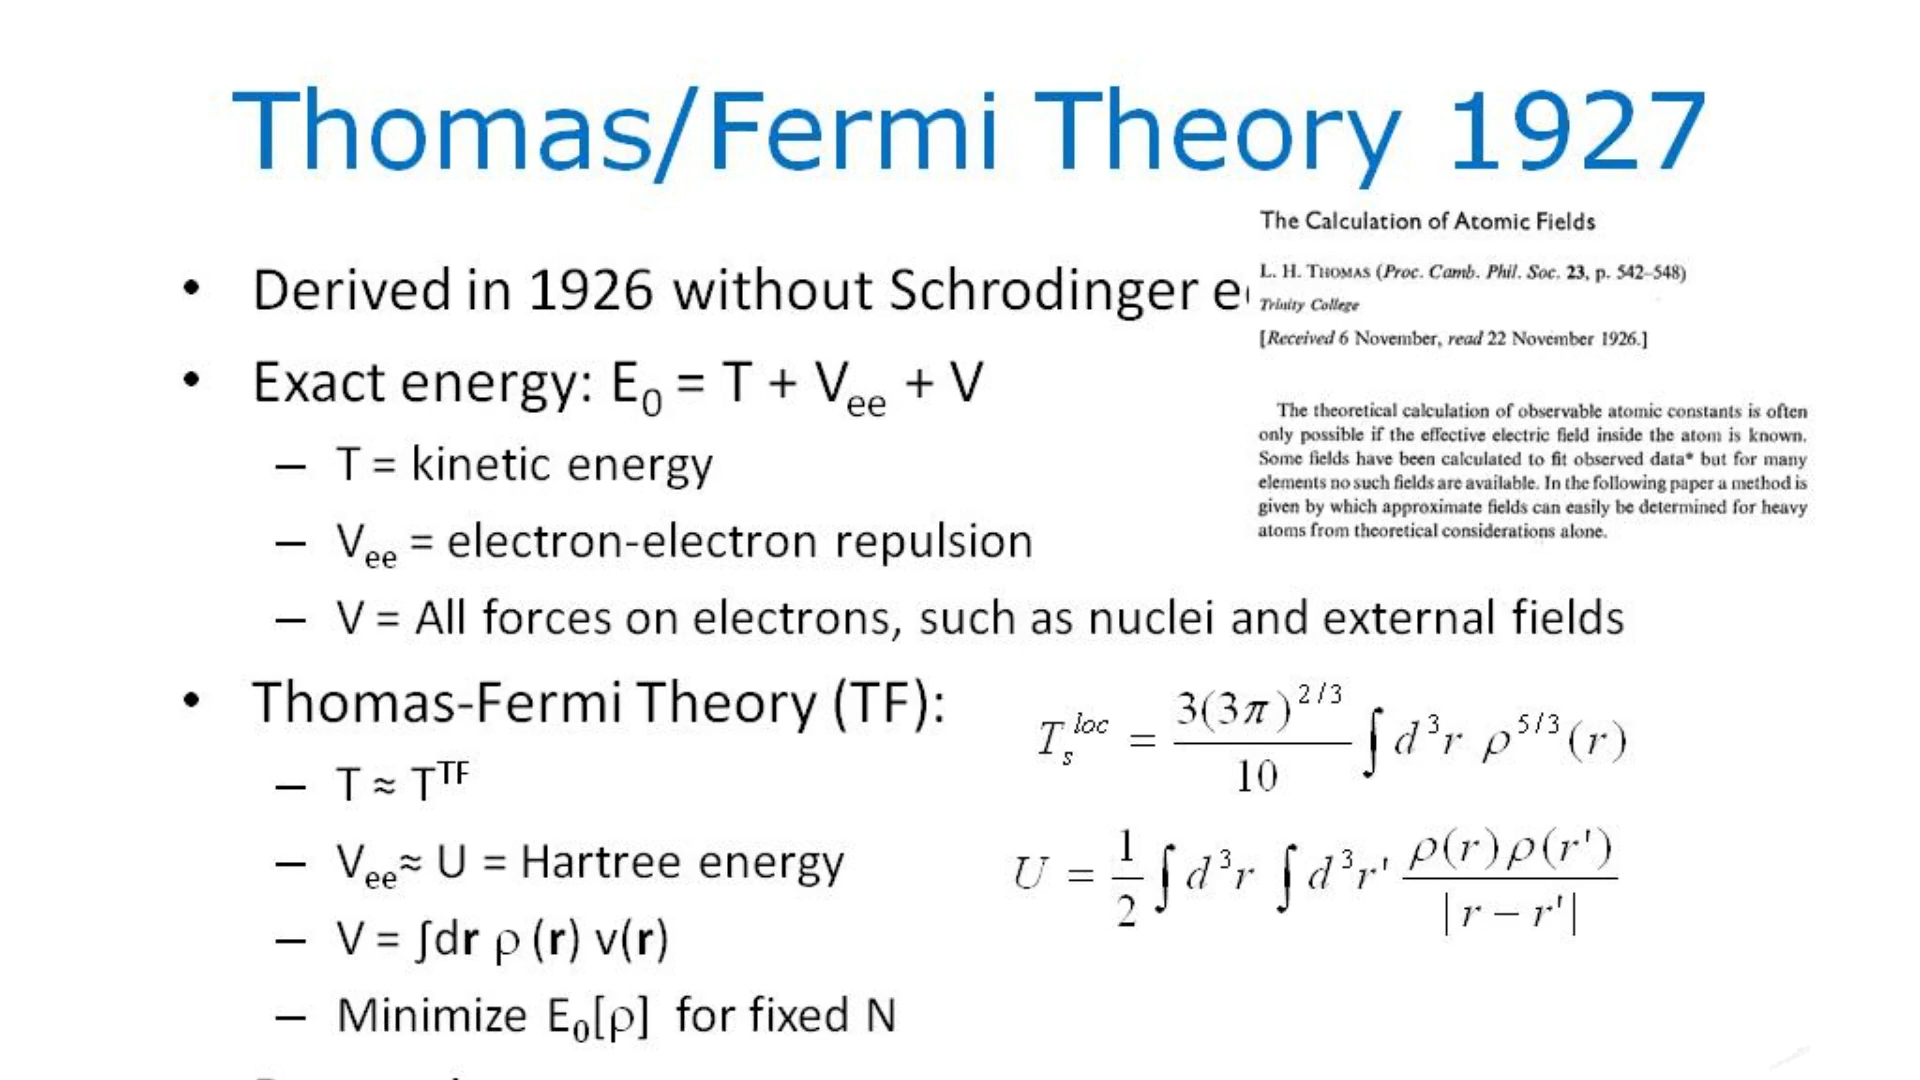 Thomas/Fermi Theory 1927
• Derived in 1926 without Schrodinger
The Calculation of Atomic Fields
L. H. THOMAS (Proc. Camb. Phil. Soc. 23, p. 542–548)
Trinity College
[Received 6 November, read 22 November 1926.]
The theoretical calculation of observable atomic constants is often
only possible if the effective electric field inside the atom is known.
Some fields have been calculated to fit observed data* but for many
elements no such fields are available. In the following paper a method is
given by which approximate fields can easily be determined for heavy
atoms from theoretical considerations alone.
• Exact energy: E₀ = T + Vₑₑ + V
– T = kinetic energy
– Vₑₑ = electron-electron repulsion
– V = All forces on electrons, such as nuclei and external fields
• Thomas-Fermi Theory (TF):
– T ≈ T^TF
– Vₑₑ ≈ U = Hartree energy
– V = ∫dr ρ (r) v(r)
– Minimize E₀[ρ] for fixed N
T_s^loc = 3(3π)^2/3 / 10 ∫ d³r ρ^5/3 (r)
U = 1/2 ∫ d³r ∫ d³r' ρ(r)ρ(r') / |r – r'|